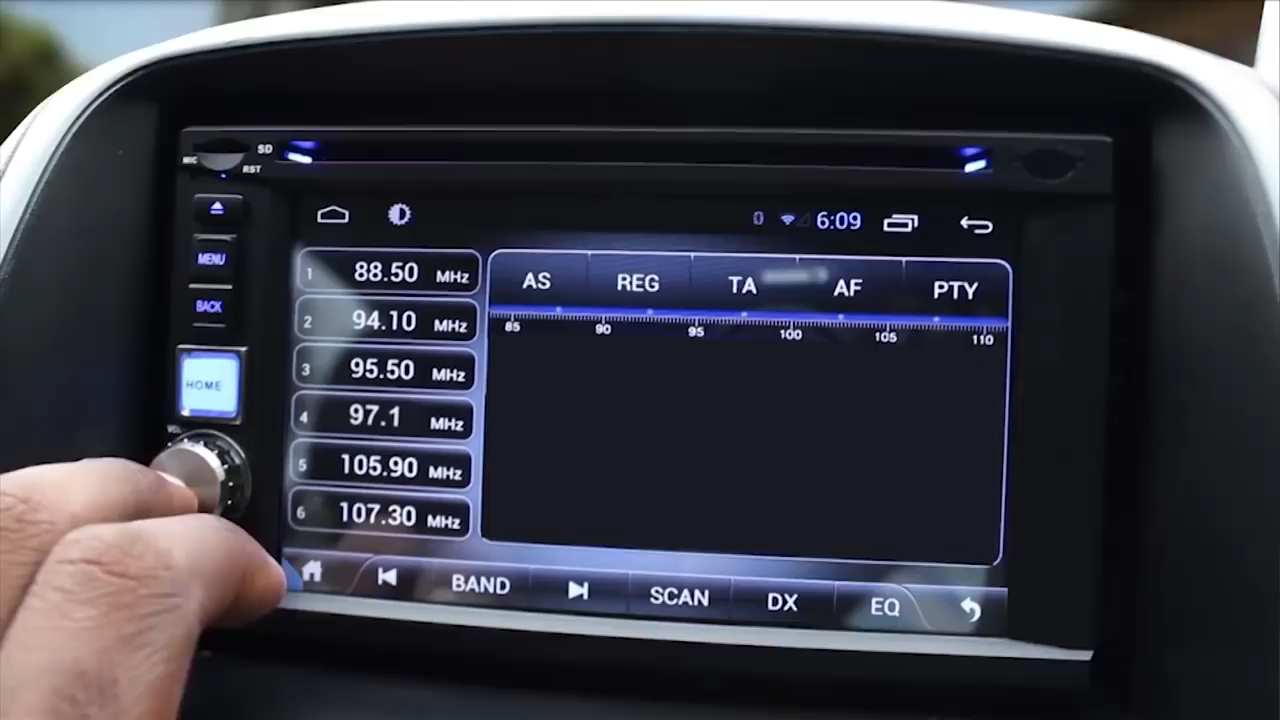 SD
MIC
RST
MENU
BACK
HOME
VOL
6:09
1 88.50 MHz
2 94.10 MHz
3 95.50 MHz
4 97.1 MHz
5 105.90 MHz
6 107.30 MHz
AS REG TA AF PTY
85 90 95 100 105 110
BAND SCAN DX EQ